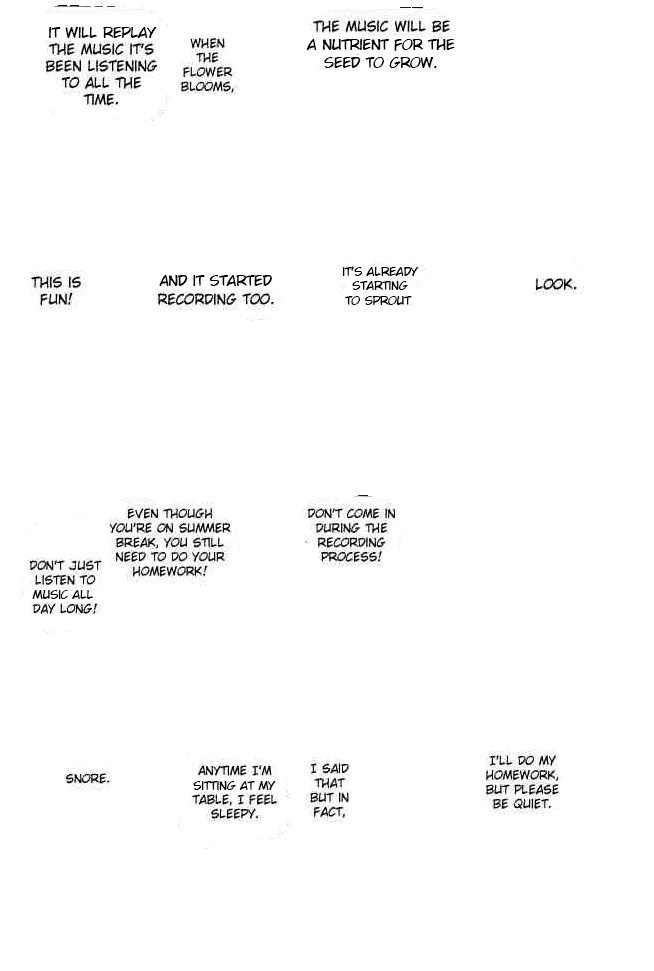 THE MUSIC WILL BE
A NUTRIENT FOR THE
SEED TO GROW.
WHEN
THE
FLOWER
BLOOMS,
IT WILL REPLAY
THE MUSIC IT'S
BEEN LISTENING
TO ALL THE
TIME.
LOOK.
IT'S ALREADY
STARTING
TO SPROUT
AND IT STARTED
RECORDING TOO.
THIS IS
FUN!
DON'T COME IN
DURING THE
RECORDING
PROCESS!
EVEN THOUGH
YOU'RE ON SUMMER
BREAK, YOU STILL
NEED TO DO YOUR
HOMEWORK!
DON'T JUST
LISTEN TO
MUSIC ALL
DAY LONG!
I'LL DO MY
HOMEWORK,
BUT PLEASE
BE QUIET.
I SAID
THAT
BUT IN
FACT,
ANYTIME I'M
SITTING AT MY
TABLE, I FEEL
SLEEPY.
SNORE.